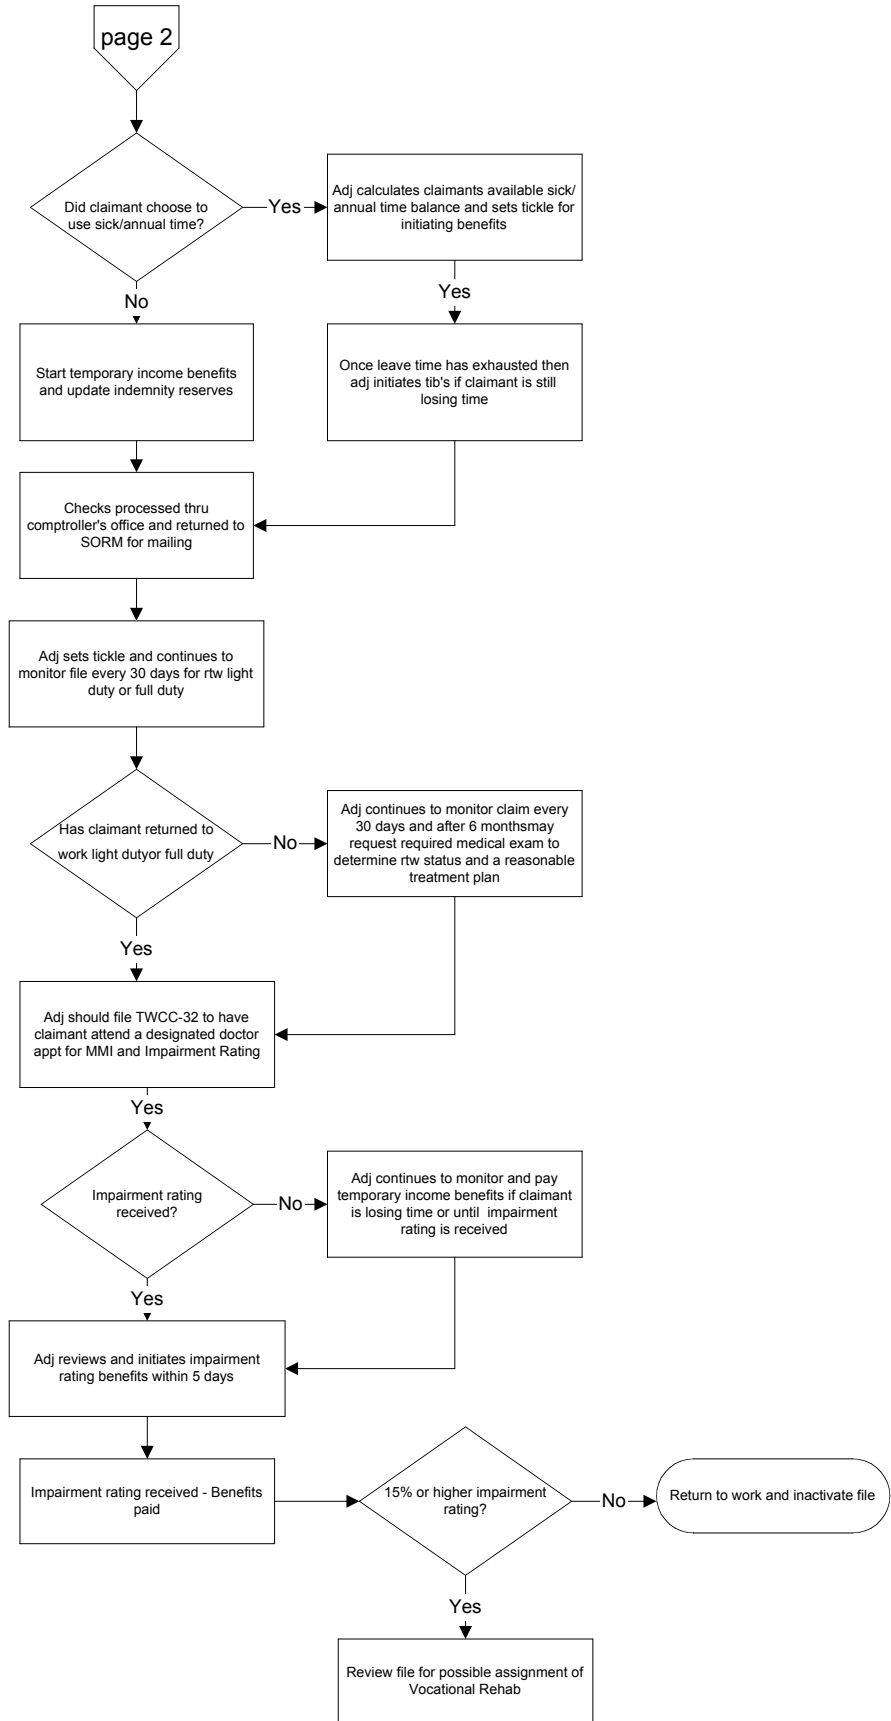 page 2
Did claimant choose to
use sick/annual time?
Yes
Adj calculates claimants available sick/
annual time balance and sets tickle for
initiating benefits
No
Yes
Start temporary income benefits
and update indemnity reserves
Once leave time has exhausted then
adj initiates tib's if claimant is still
losing time
Checks processed thru
comptroller's office and returned to
SORM for mailing
Adj sets tickle and continues to
monitor file every 30 days for rtw light
duty or full duty
Has claimant returned to
work light dutyor full duty
No
Adj continues to monitor claim every
30 days and after 6 monthsmay
request required medical exam to
determine rtw status and a reasonable
treatment plan
Yes
Adj should file TWCC-32 to have
claimant attend a designated doctor
appt for MMI and Impairment Rating
Yes
Impairment rating
received?
No
Adj continues to monitor and pay
temporary income benefits if claimant
is losing time or until impairment
rating is received
Yes
Adj reviews and initiates impairment
rating benefits within 5 days
Impairment rating received - Benefits
paid
15% or higher impairment
rating?
No
Return to work and inactivate file
Yes
Review file for possible assignment of
Vocational Rehab